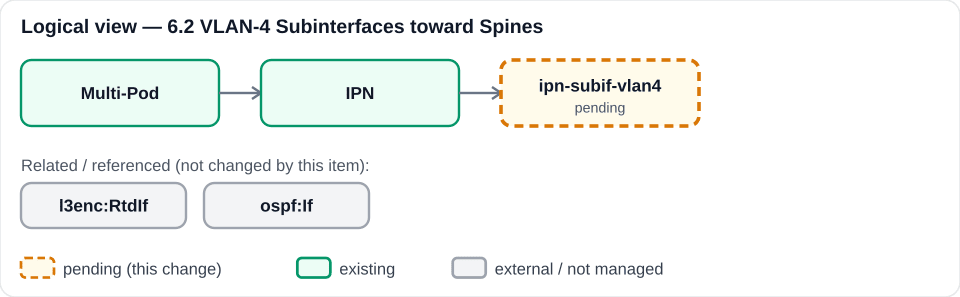 Logical view — 6.2 VLAN-4 Subinterfaces toward Spines
Multi-Pod
IPN
ipn-subif-vlan4
pending
Related / referenced (not changed by this item):
l3enc:RtdIf
ospf:If
pending (this change)
existing
external / not managed